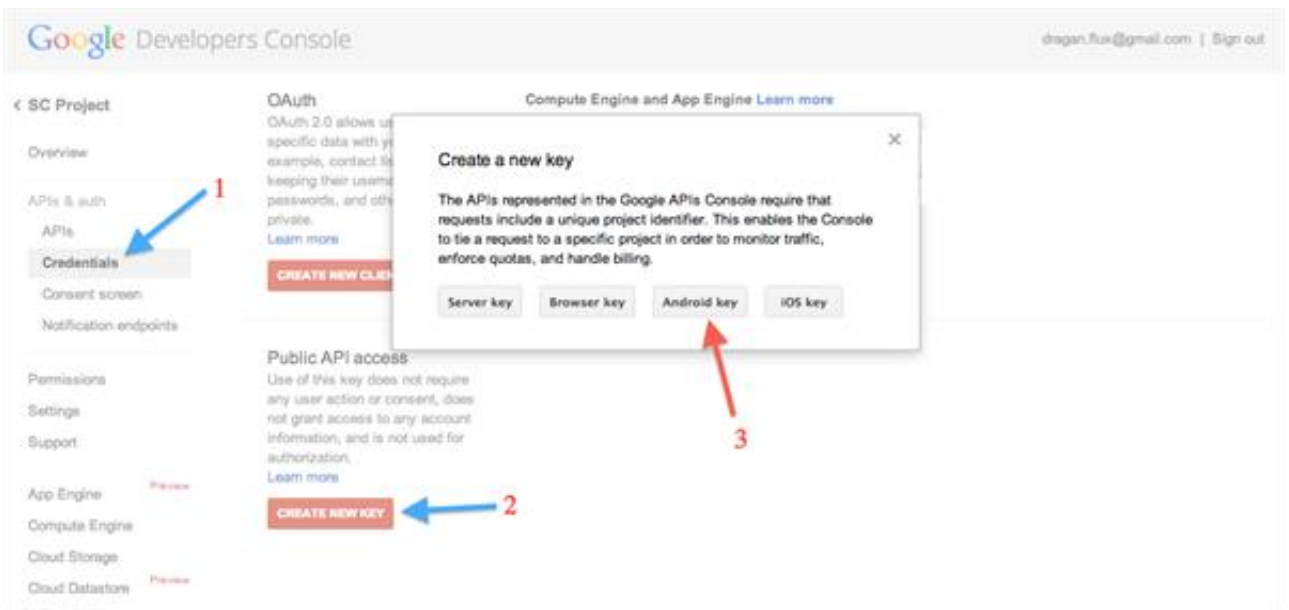 Google Developers Console
dragan.flux@gmail.com | Sign out
< SC Project
Overview
APIs & auth
1
APIs
Credentials
Consent screen
Notification endpoints
Permissions
Settings
Support
App Engine Preview
Compute Engine
Cloud Storage
Cloud Datastore Preview
OAuth
OAuth 2.0 allows
specific data with
example, contact
keeping their
passwords, and
private.
Learn more
CREATE NEW
Compute Engine and App Engine Learn more
Create a new key
The APIs represented in the Google APIs Console require that
requests include a unique project identifier. This enables the Console
to tie a request to a specific project in order to monitor traffic,
enforce quotas, and handle billing.
Server key
Browser key
Android key
iOS key
3
Public API access
Use of this key does not require
any user action or consent, does
not grant access to any account
information, and is not used for
authorization.
Learn more
CREATE NEW KEY
2